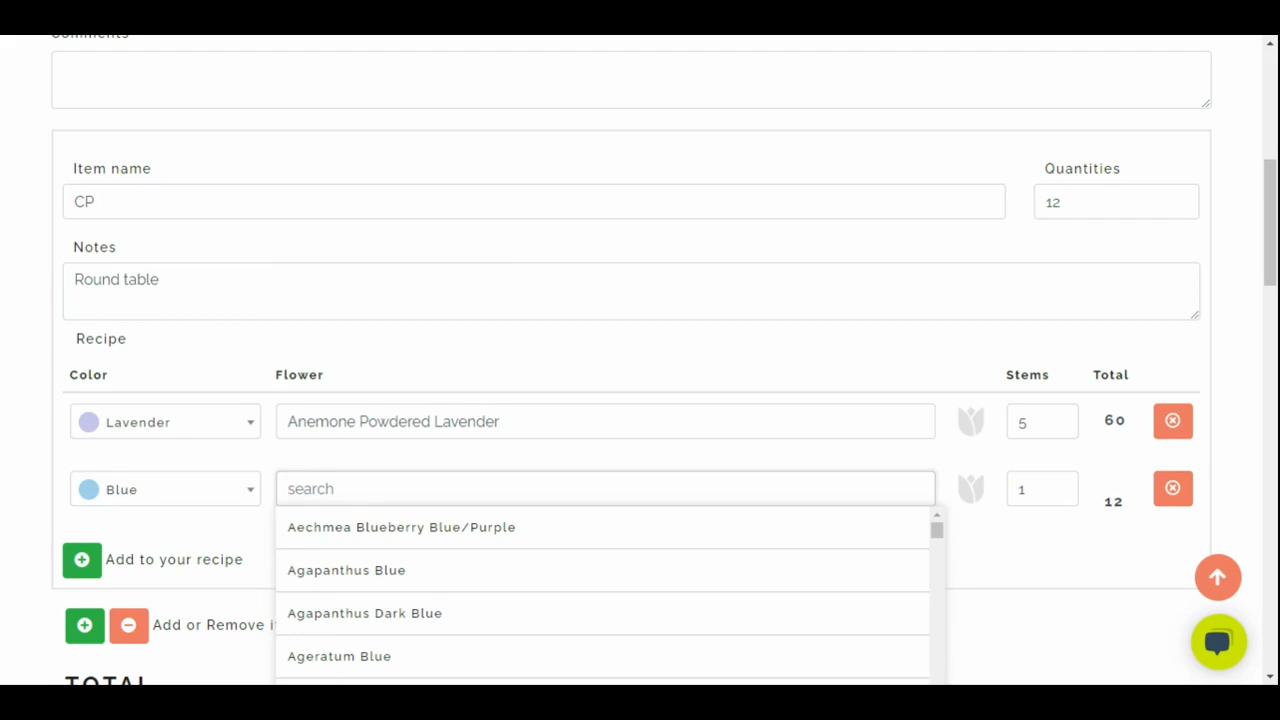 Comments
Item name
Quantities
CP
12
Notes
Round table
Recipe
Color Flower Stems Total
Lavender Anemone Powdered Lavender 5 60
Blue search 1 12
Aechmea Blueberry Blue/Purple
Agapanthus Blue
Agapanthus Dark Blue
Ageratum Blue
Add to your recipe
Add or Remove i
TOTAL